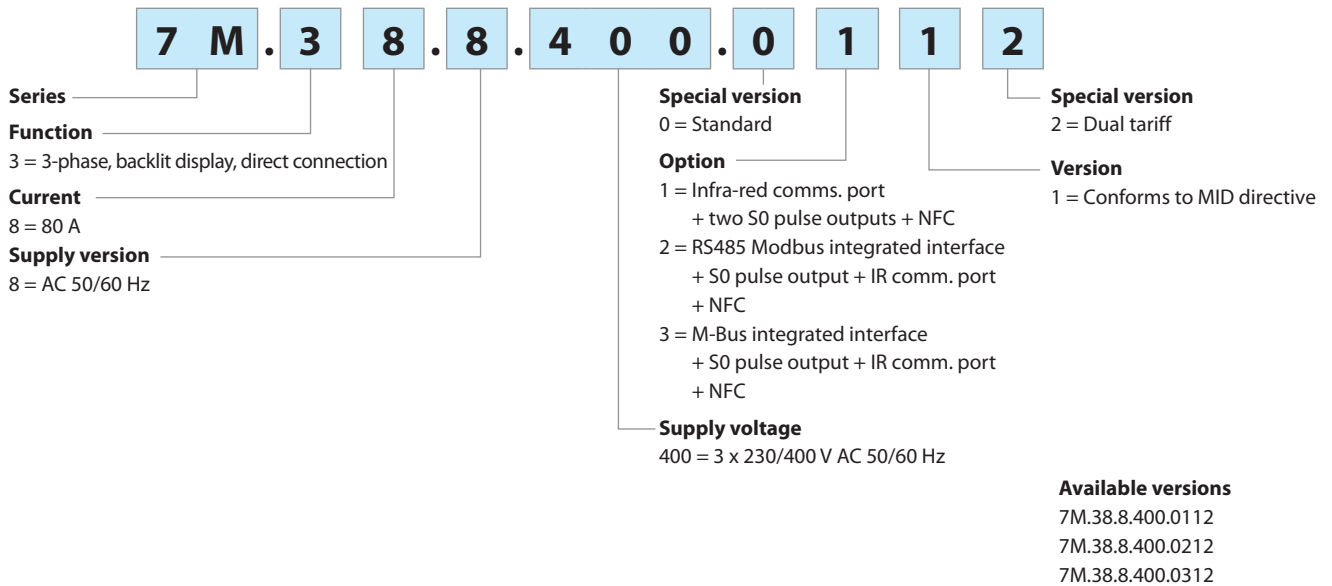 7 M . 3 8 . 8 . 4 0 0 . 0 1 1 2
Series
Function
3 = 3-phase, backlit display, direct connection
Current
8 = 80 A
Supply version
8 = AC 50/60 Hz
Special version
0 = Standard
Option
1 = Infra-red comms. port
+ two S0 pulse outputs + NFC
2 = RS485 Modbus integrated interface
+ S0 pulse output + IR comm. port
+ NFC
3 = M-Bus integrated interface
+ S0 pulse output + IR comm. port
+ NFC
Supply voltage
400 = 3 x 230/400 V AC 50/60 Hz
Special version
2 = Dual tariff
Version
1 = Conforms to MID directive
Available versions
7M.38.8.400.0112
7M.38.8.400.0212
7M.38.8.400.0312